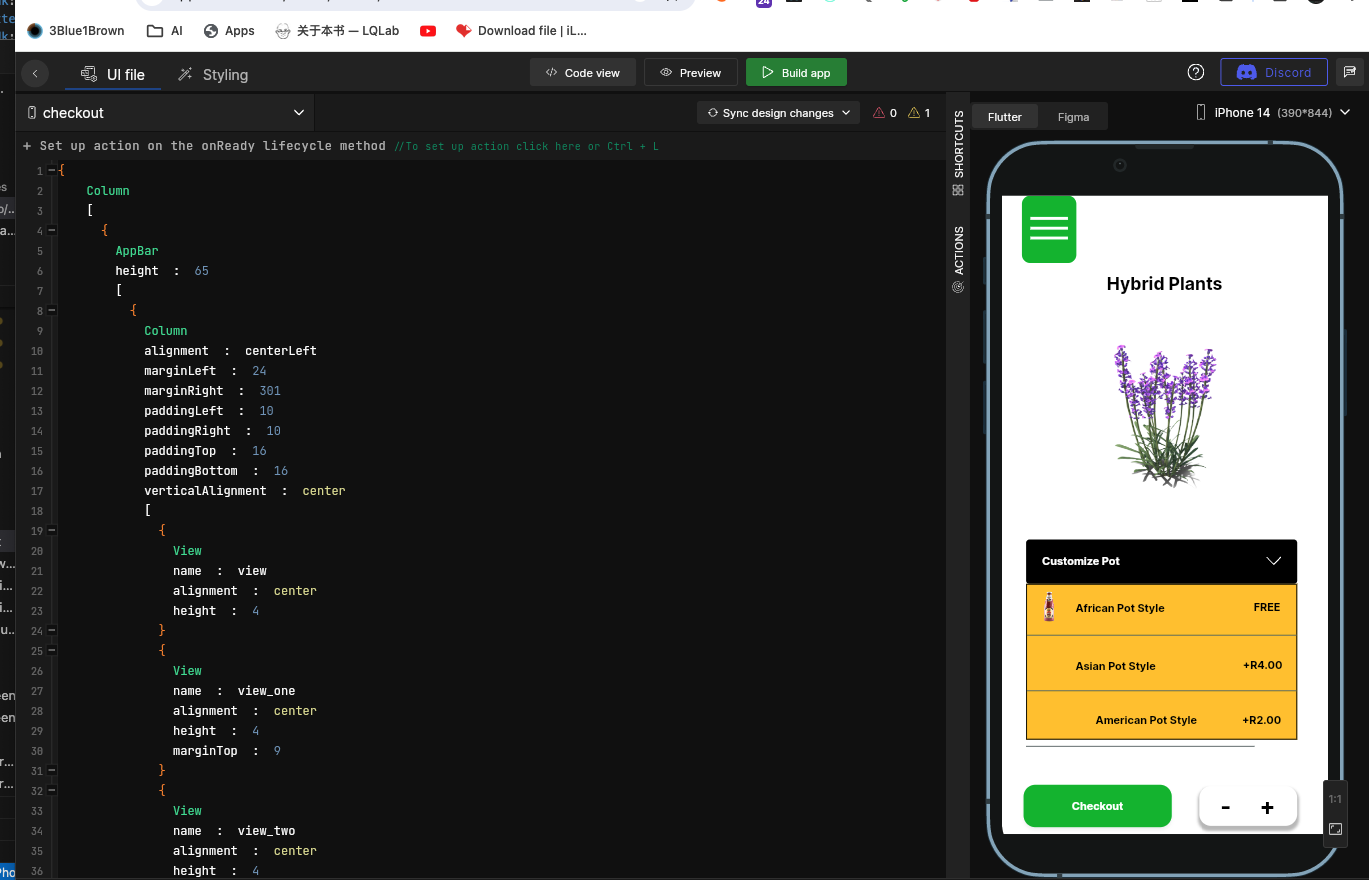 24
3Blue1Brown AI Apps 关于本书 — LQLab Download file | iL...
UI file Styling Code view Preview Build app Discord
checkout Sync design changes 0 1
+ Set up action on the onReady lifecycle method //To set up action click here or Ctrl + L
1 {
2 Column
3 [
4 {
5 AppBar
6 height : 65
7 [
8 {
9 Column
10 alignment : centerLeft
11 marginLeft : 24
12 marginRight : 301
13 paddingLeft : 10
14 paddingRight : 10
15 paddingTop : 16
16 paddingBottom : 16
17 verticalAlignment : center
18 [
19 {
20 View
21 name : view
22 alignment : center
23 height : 4
24 }
25 {
26 View
27 name : view_one
28 alignment : center
29 height : 4
30 marginTop : 9
31 }
32 {
33 View
34 name : view_two
35 alignment : center
36 height : 4
SHORTCUTS
ACTIONS
Flutter Figma iPhone 14 (390*844)
Hybrid Plants
Customize Pot
African Pot Style FREE
Asian Pot Style +R4.00
American Pot Style +R2.00
Checkout - +
1:1